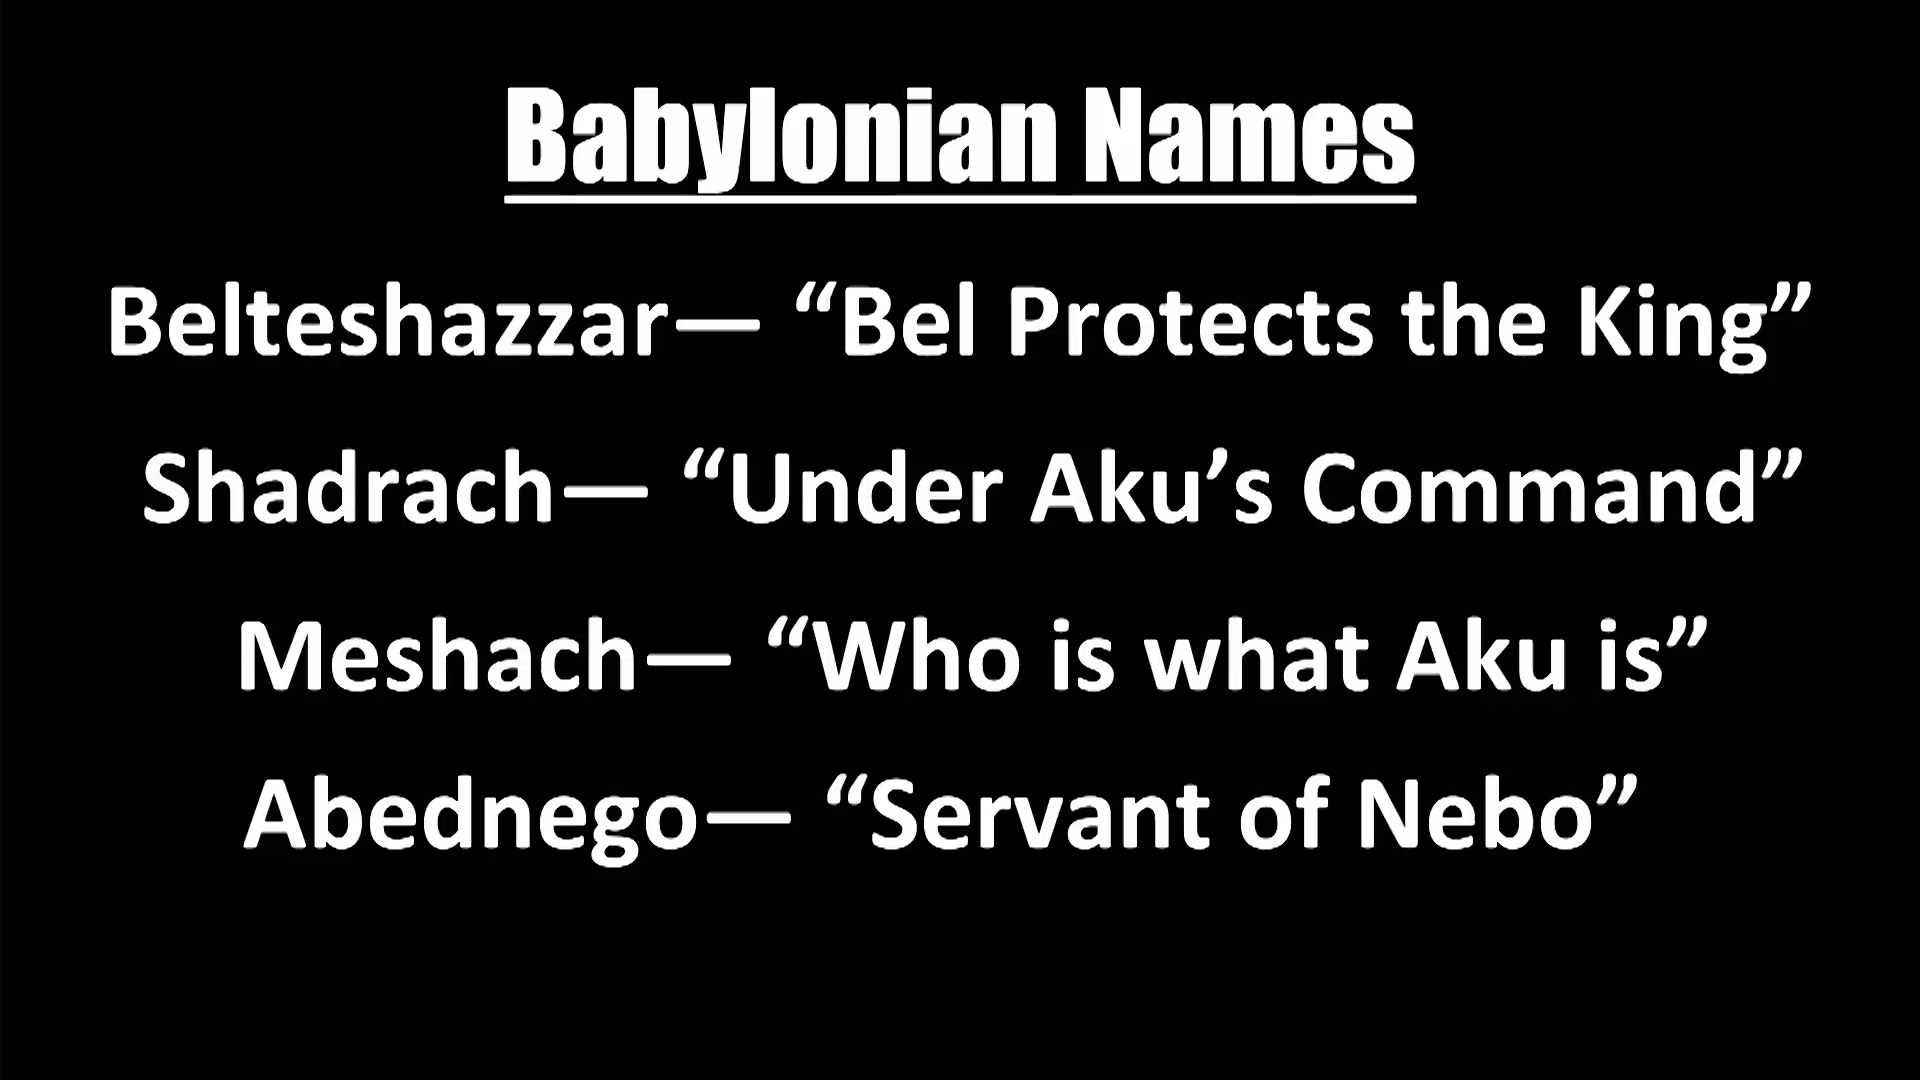 Babylonian Names
Belteshazzar— “Bel Protects the King”
Shadrach— “Under Aku’s Command”
Meshach— “Who is what Aku is”
Abednego— “Servant of Nebo”